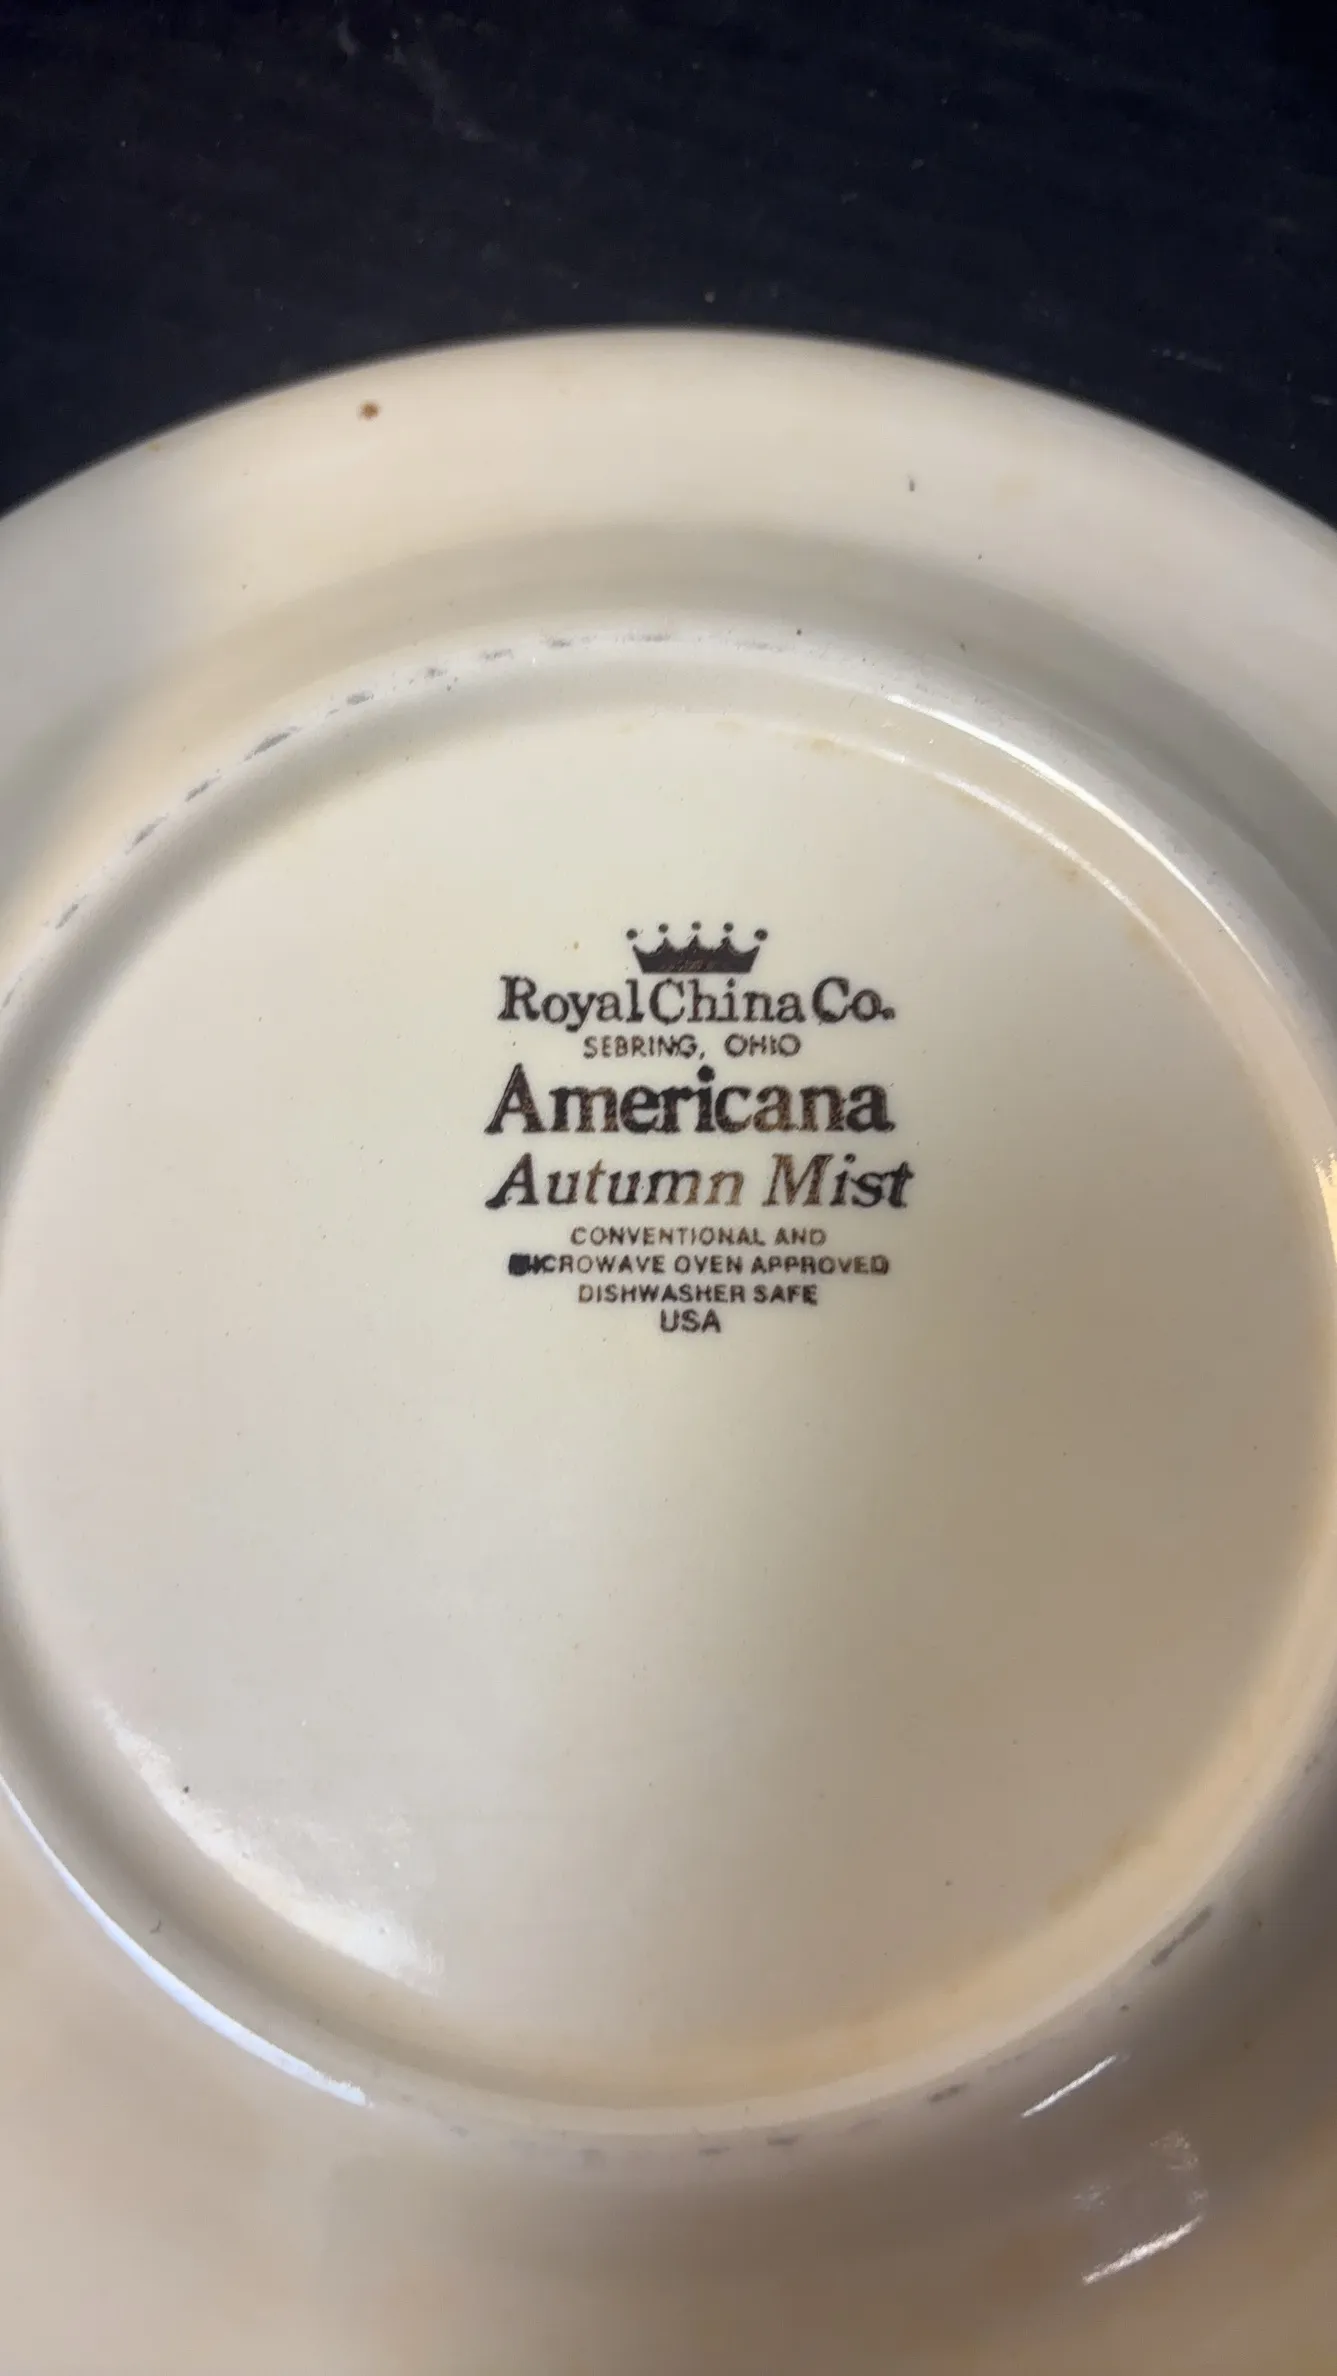 Royal China Co.
SEBRING, OHIO
Americana
Autumn Mist
CONVENTIONAL AND
MICROWAVE OVEN APPROVED
DISHWASHER SAFE
USA